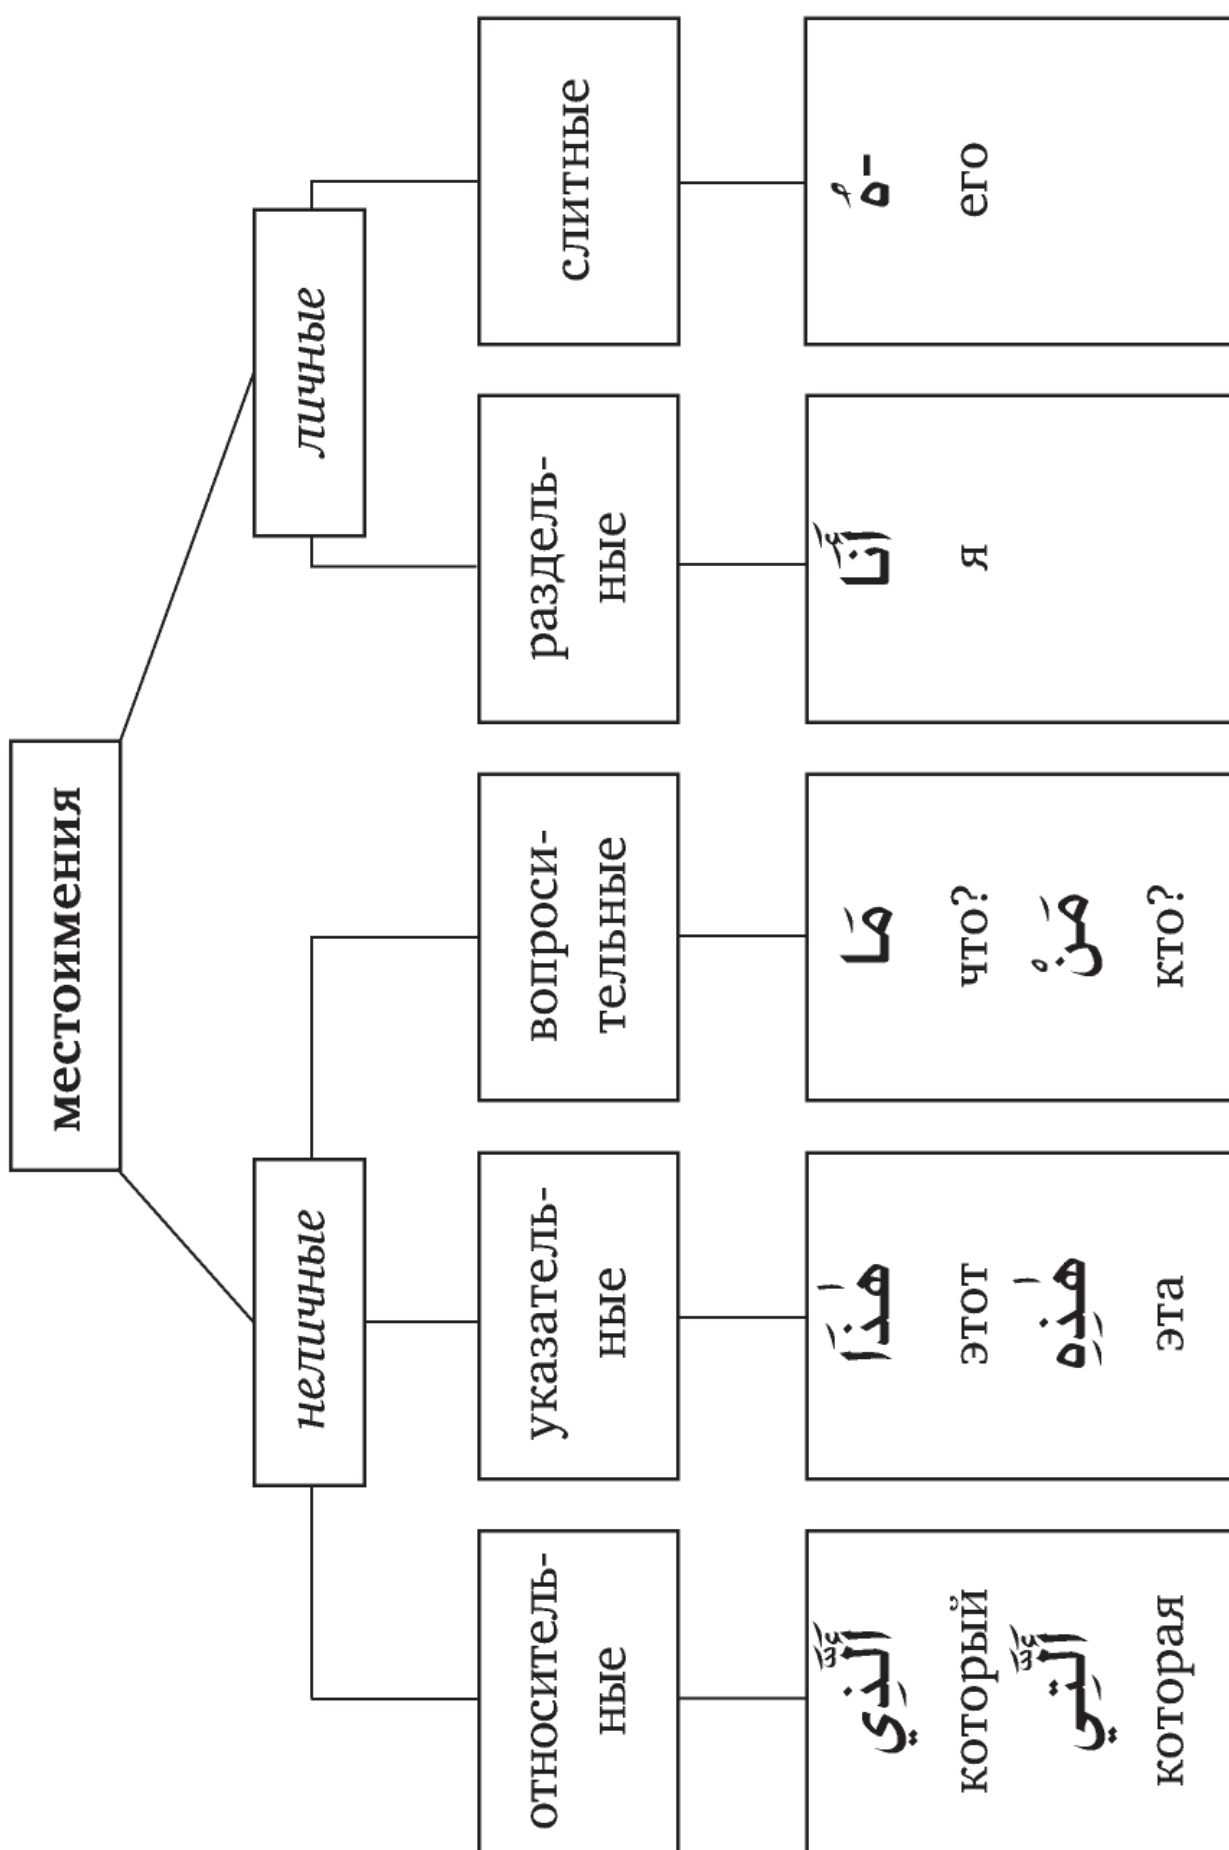 местоимения
неличные
личные
относитель-
ные
указатель-
ные
вопроси-
тельные
раздель-
ные
слитные
أَلَّذِي
который
أَلَّتِي
которая
هٰذَا
этот
هٰذِهِ
эта
مَا
что?
مَنْ
кто?
أَنَا
я
-هُ
его